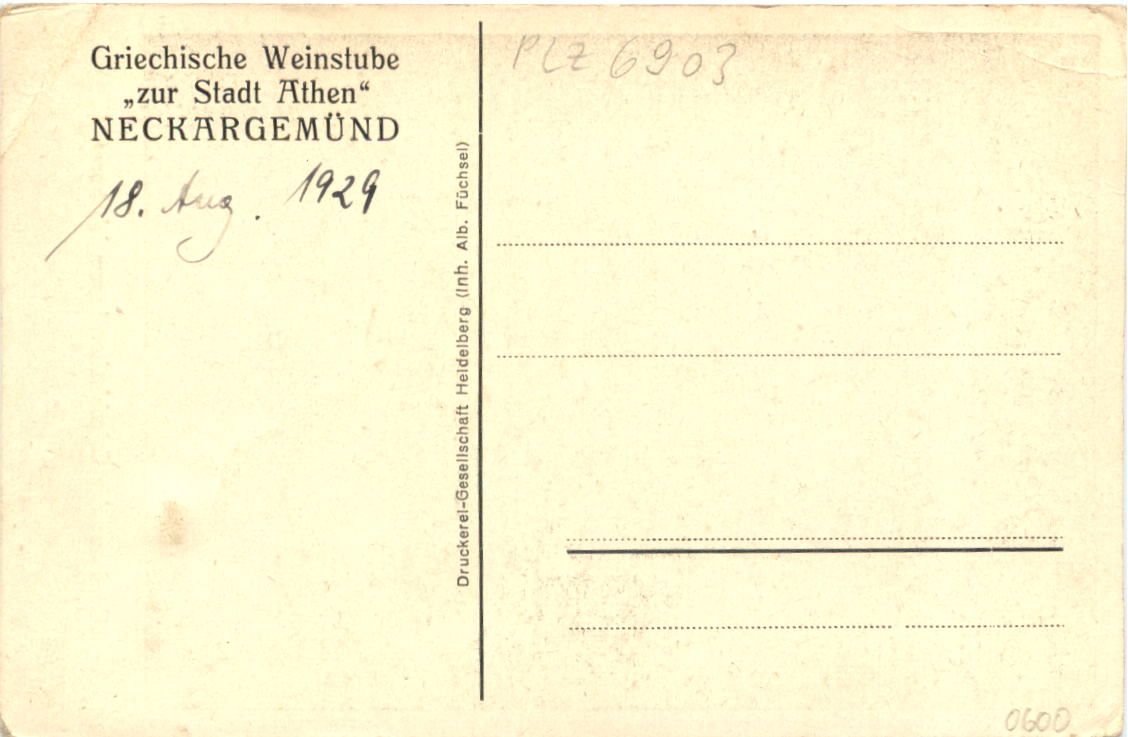 Griechische Weinstube
„zur Stadt Athen“
NECKARGEMÜND
18. Aug. 1929
Druckerei-Gesellschaft Heidelberg (Inh. Alb. Füchsel)
PLZ 6903
0600